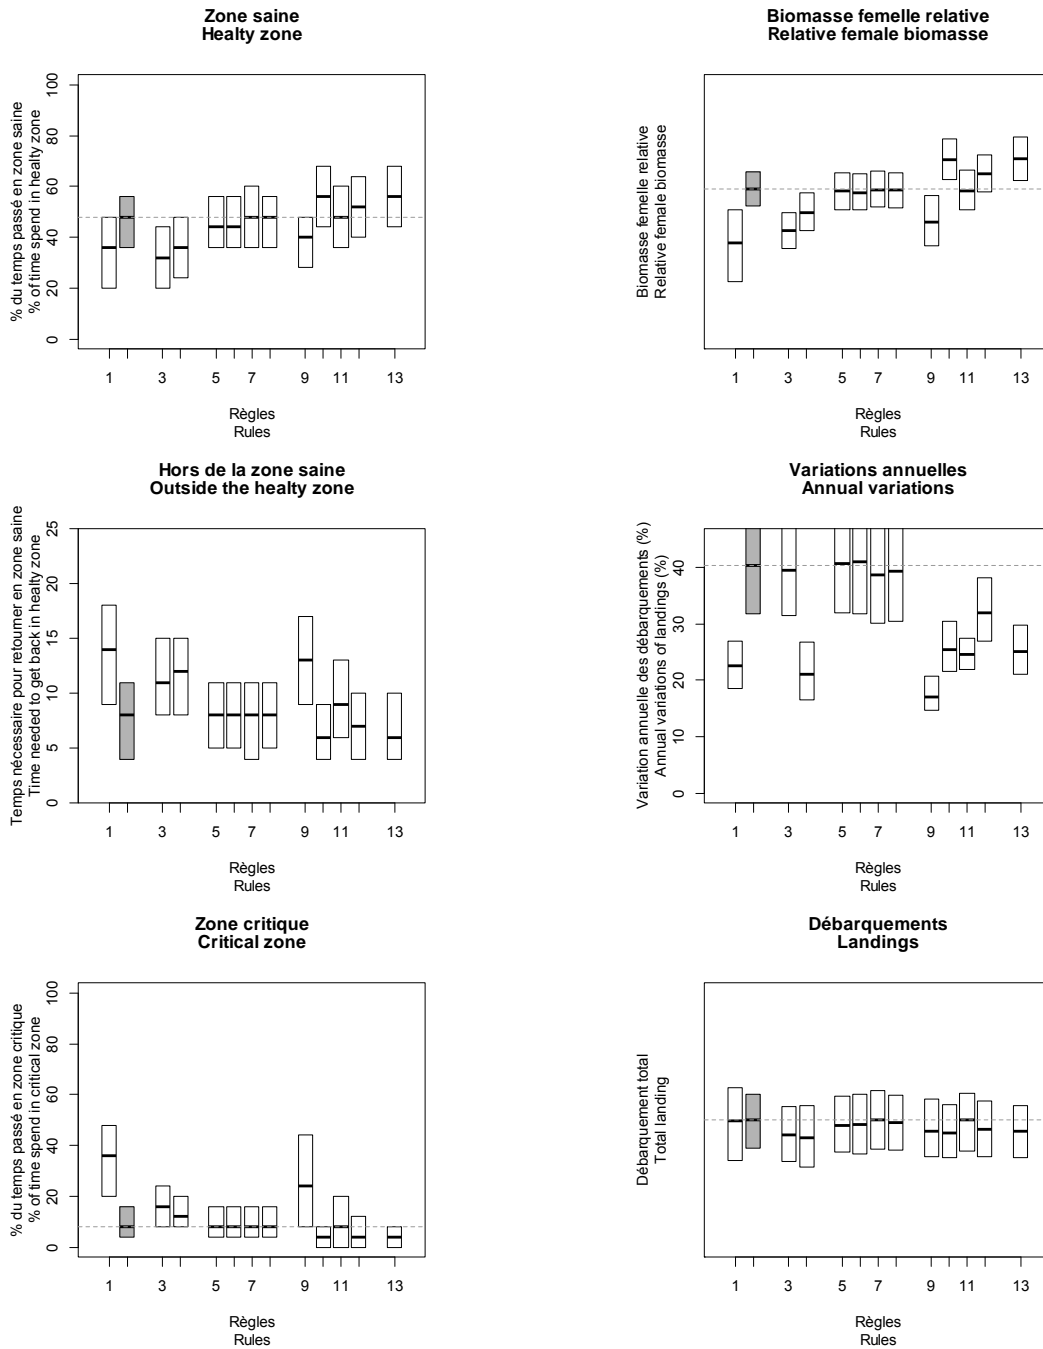 Zone saine
Healty zone
% du temps passé en zone saine
% of time spend in healty zone
100
80
60
40
20
0
1 3 5 7 9 11 13
Règles
Rules
Biomasse femelle relative
Relative female biomasse
Biomasse femelle relative
Relative female biomasse
1 3 5 7 9 11 13
Règles
Rules
Hors de la zone saine
Outside the healty zone
Temps nécessaire pour retourner en zone saine
Time needed to get back in healty zone
25
20
15
10
5
0
1 3 5 7 9 11 13
Règles
Rules
Variations annuelles
Annual variations
Variation annuelle des débarquements (%)
Annual variations of landings (%)
40
30
20
10
0
1 3 5 7 9 11 13
Règles
Rules
Zone critique
Critical zone
% du temps passé en zone critique
% of time spend in critical zone
100
80
60
40
20
0
1 3 5 7 9 11 13
Règles
Rules
Débarquements
Landings
Débarquement total
Total landing
1 3 5 7 9 11 13
Règles
Rules